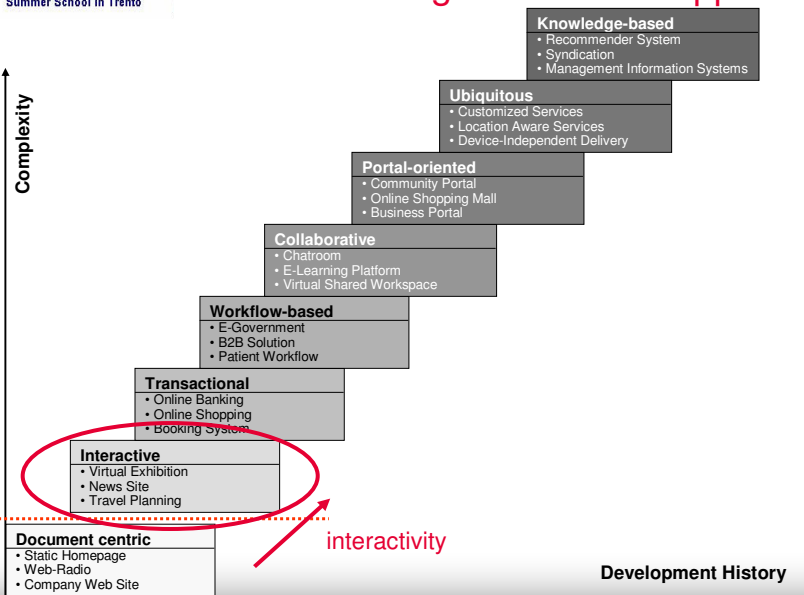 Summer School in Trento
Knowledge-based
• Recommender System
• Syndication
• Management Information Systems
Ubiquitous
• Customized Services
• Location Aware Services
• Device-Independent Delivery
Complexity
Portal-oriented
• Community Portal
• Online Shopping Mall
• Business Portal
Collaborative
• Chatroom
• E-Learning Platform
• Virtual Shared Workspace
Workflow-based
• E-Government
• B2B Solution
• Patient Workflow
Transactional
• Online Banking
• Online Shopping
• Booking System
Interactive
• Virtual Exhibition
• News Site
• Travel Planning
interactivity
Document centric
• Static Homepage
• Web-Radio
• Company Web Site
Development History